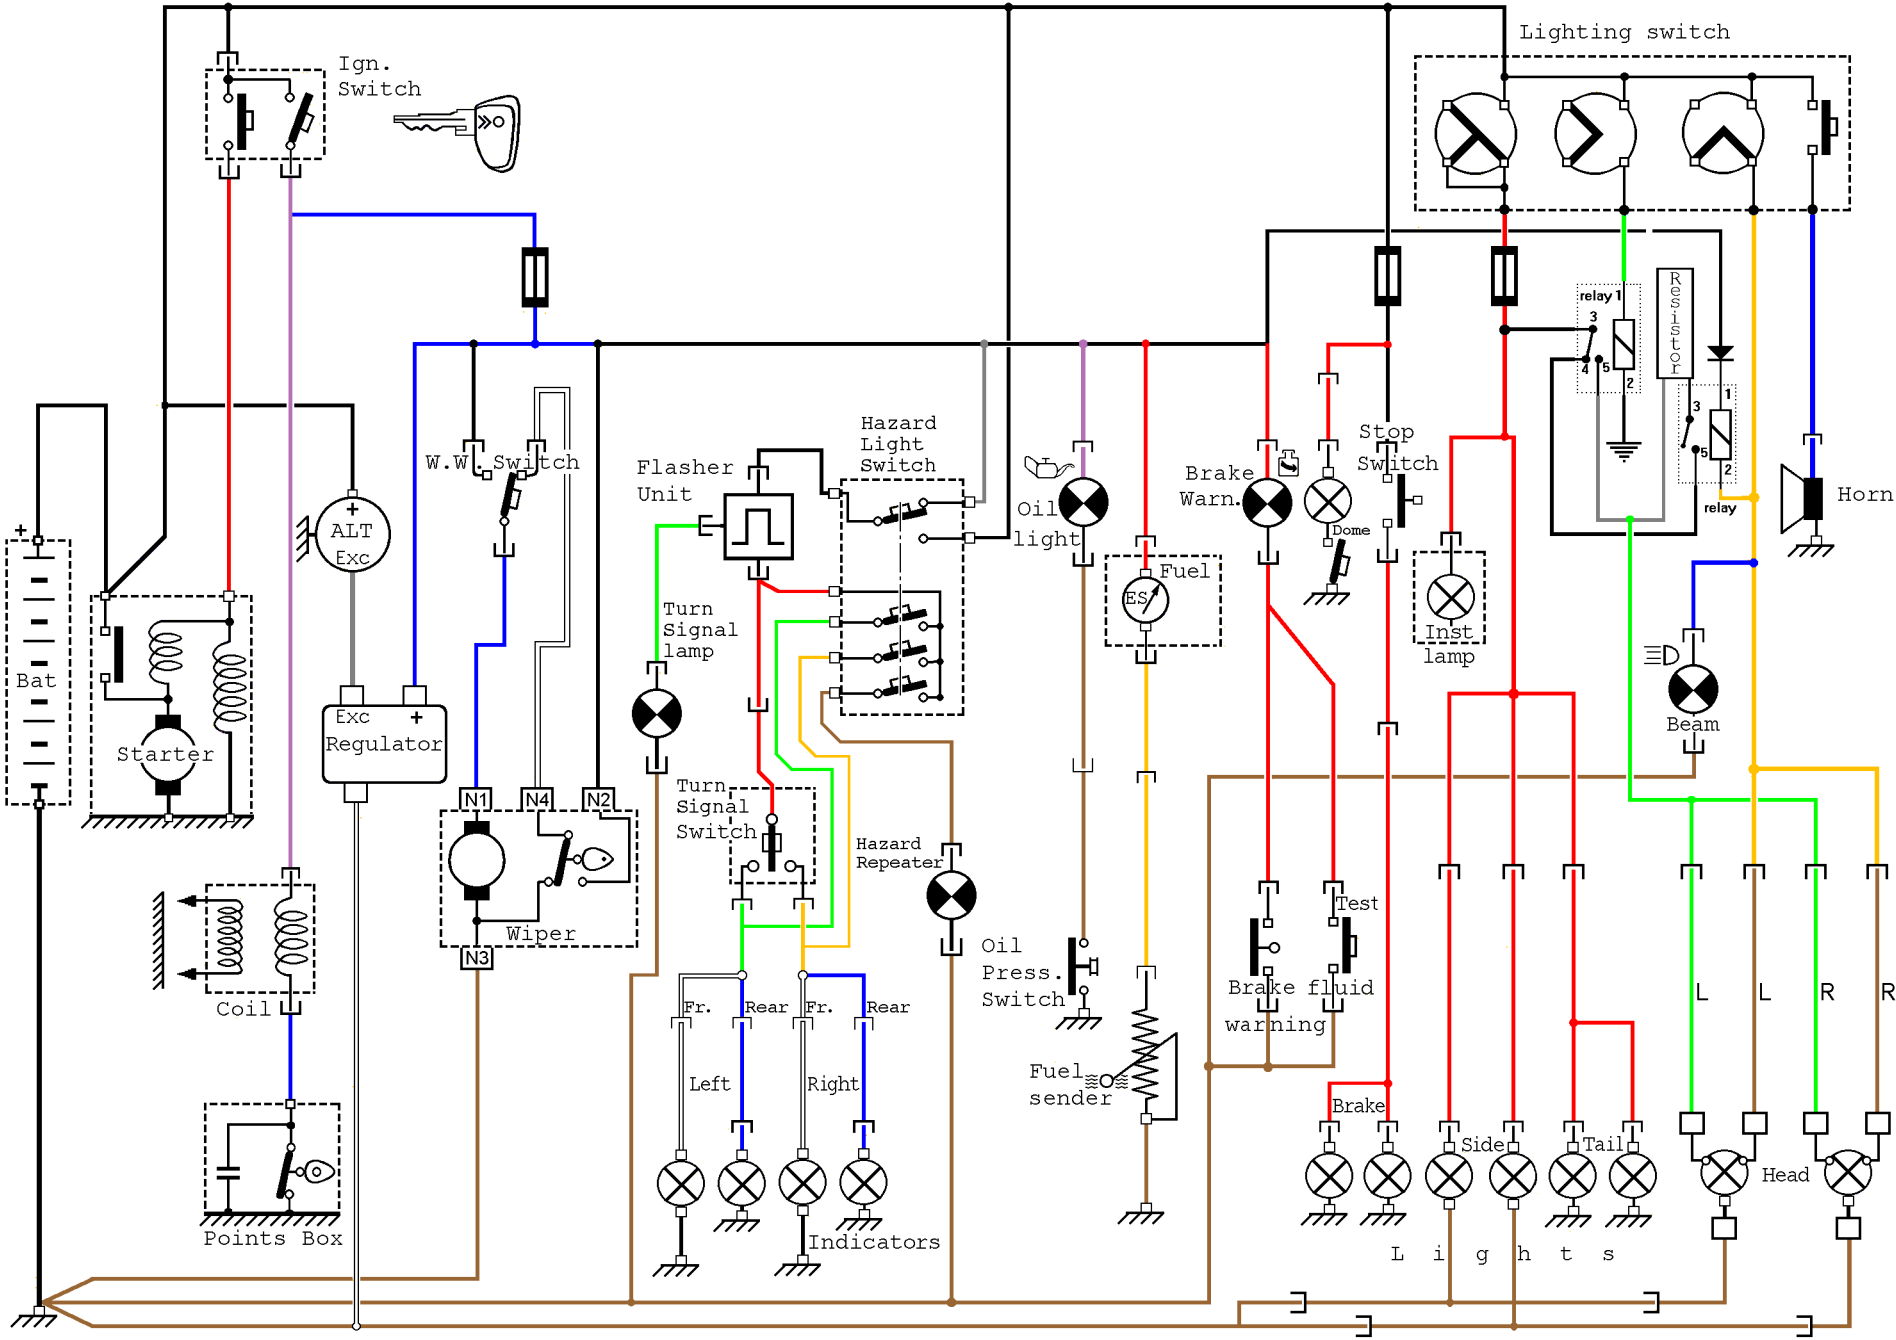 Lighting switch
Ign.
Switch
relay 1
3
4
5
2
Resistor
1
3
5
2
relay
Horn
Hazard
Light
Switch
Flasher
Unit
W.W. Switch
Stop
Switch
Brake
Warn.
Oil
light
Dome
Fuel
ES
+
ALT
Exc
+
Bat
Turn
Signal
lamp
Inst
lamp
Beam
Exc
+
Regulator
Starter
N1
N4
N2
Turn
Signal
Switch
Hazard
Repeater
Wiper
N3
Test
Oil
Press.
Switch
Brake fluid
warning
L
L
R
R
Coil
Fr.
Rear
Fr.
Rear
Left
Right
Fuel
sender
Brake
Side
Tail
Head
Points Box
Indicators
L i g h t s